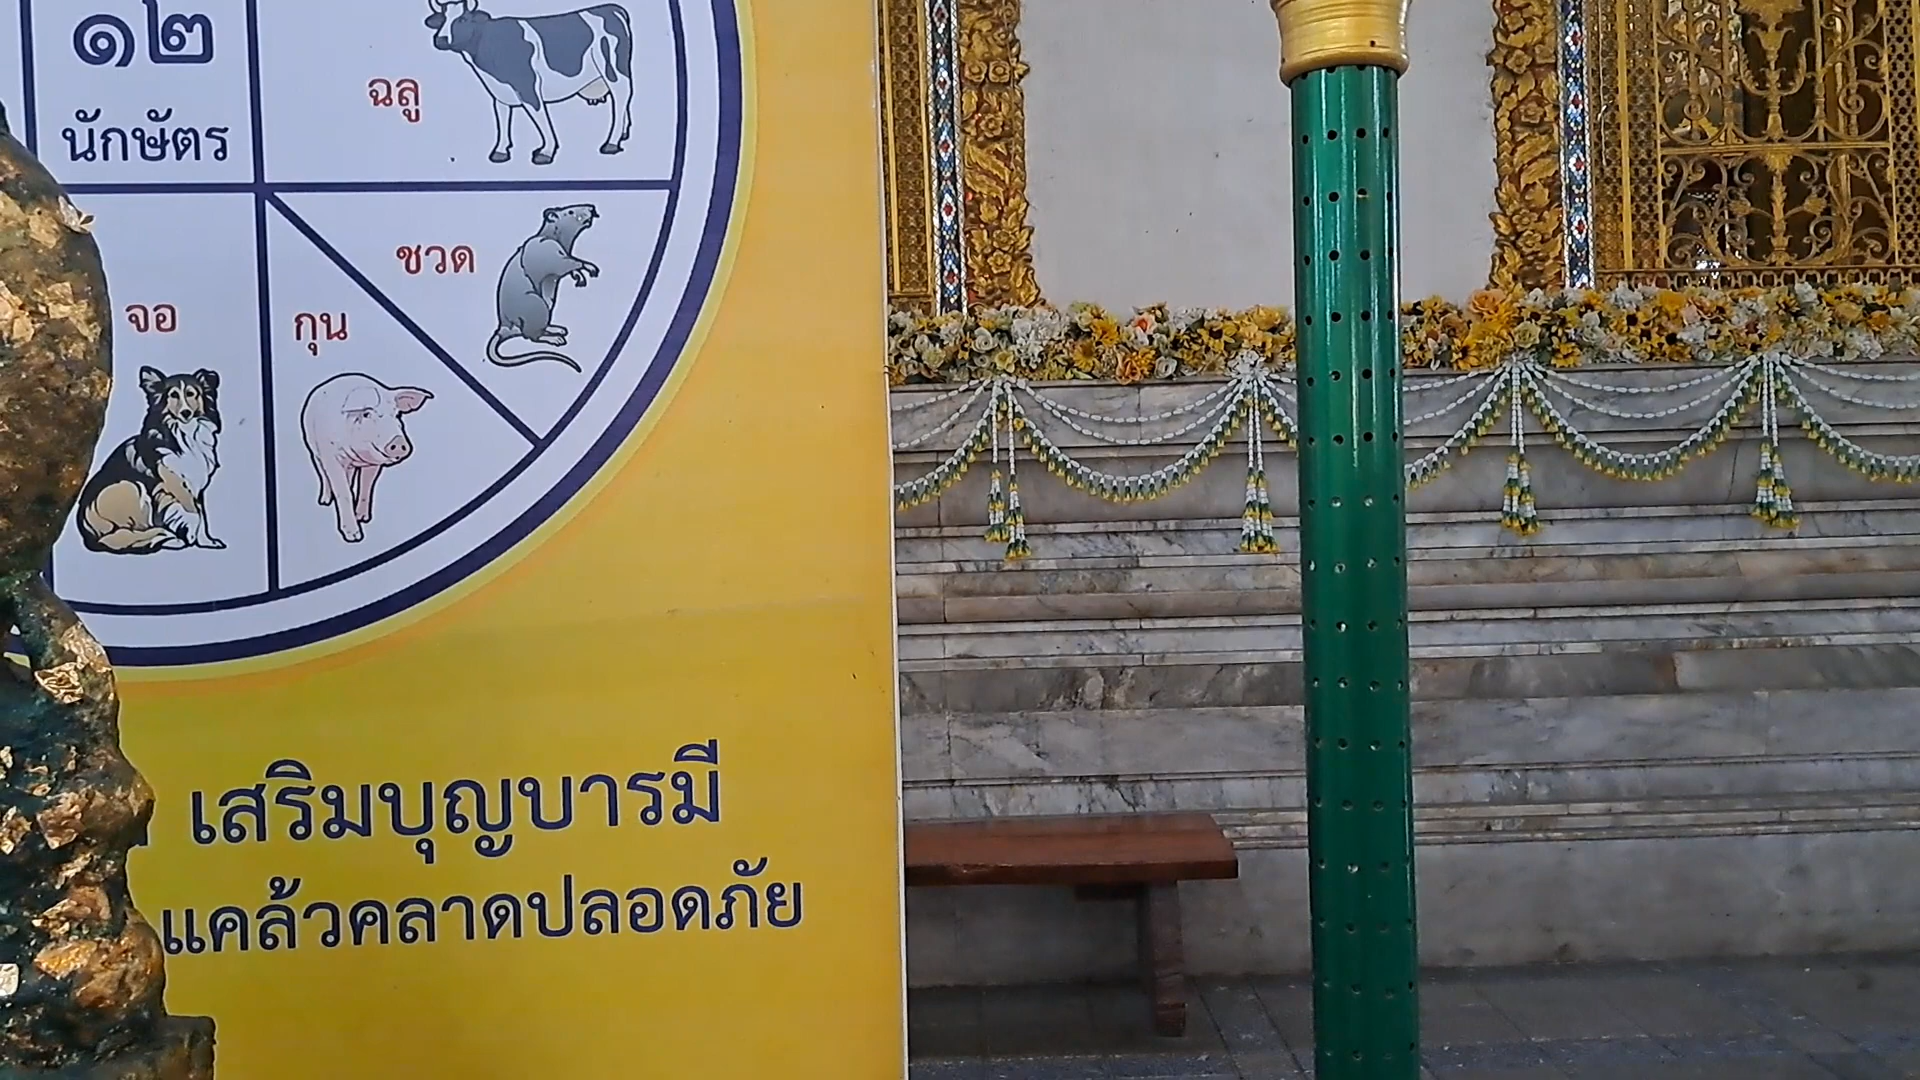 ๑๒
นักษัตร
ฉลู
ชวด
จอ
กุน
เสริมบุญบารมี
แคล้วคลาดปลอดภัย